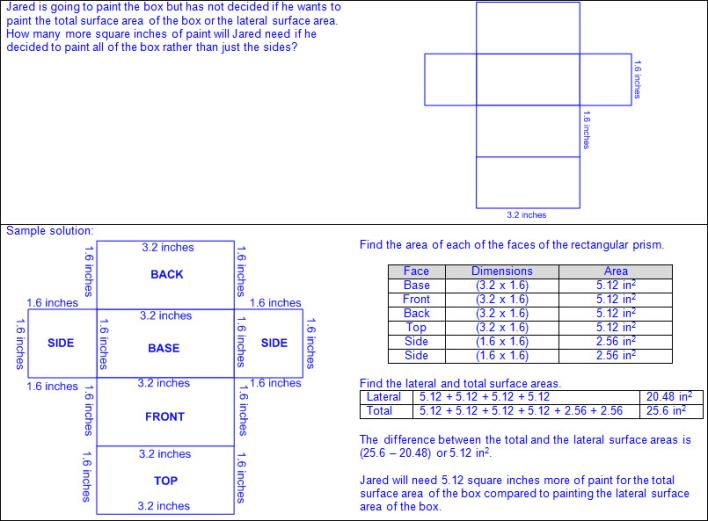 Jared is going to paint the box but has not decided if he wants to
paint the total surface area of the box or the lateral surface area.
How many more square inches of paint will Jared need if he
decided to paint all of the box rather than just the sides?
1.6 inches
1.6 inches
3.2 inches
Sample solution:
3.2 inches
1.6 inches
BACK
1.6 inches
1.6 inches
1.6 inches
3.2 inches
1.6 inches
SIDE
1.6 inches
BASE
1.6 inches
SIDE
1.6 inches
1.6 inches
3.2 inches
1.6 inches
1.6 inches
FRONT
1.6 inches
3.2 inches
1.6 inches
TOP
1.6 inches
3.2 inches
Find the area of each of the faces of the rectangular prism.
Face Dimensions Area
Base (3.2 x 1.6) 5.12 in²
Front (3.2 x 1.6) 5.12 in²
Back (3.2 x 1.6) 5.12 in²
Top (3.2 x 1.6) 5.12 in²
Side (1.6 x 1.6) 2.56 in²
Side (1.6 x 1.6) 2.56 in²
Find the lateral and total surface areas.
Lateral 5.12 + 5.12 + 5.12 + 5.12 20.48 in²
Total 5.12 + 5.12 + 5.12 + 5.12 + 2.56 + 2.56 25.6 in²
The difference between the total and the lateral surface areas is
(25.6 – 20.48) or 5.12 in².
Jared will need 5.12 square inches more of paint for the total
surface area of the box compared to painting the lateral surface
area of the box.